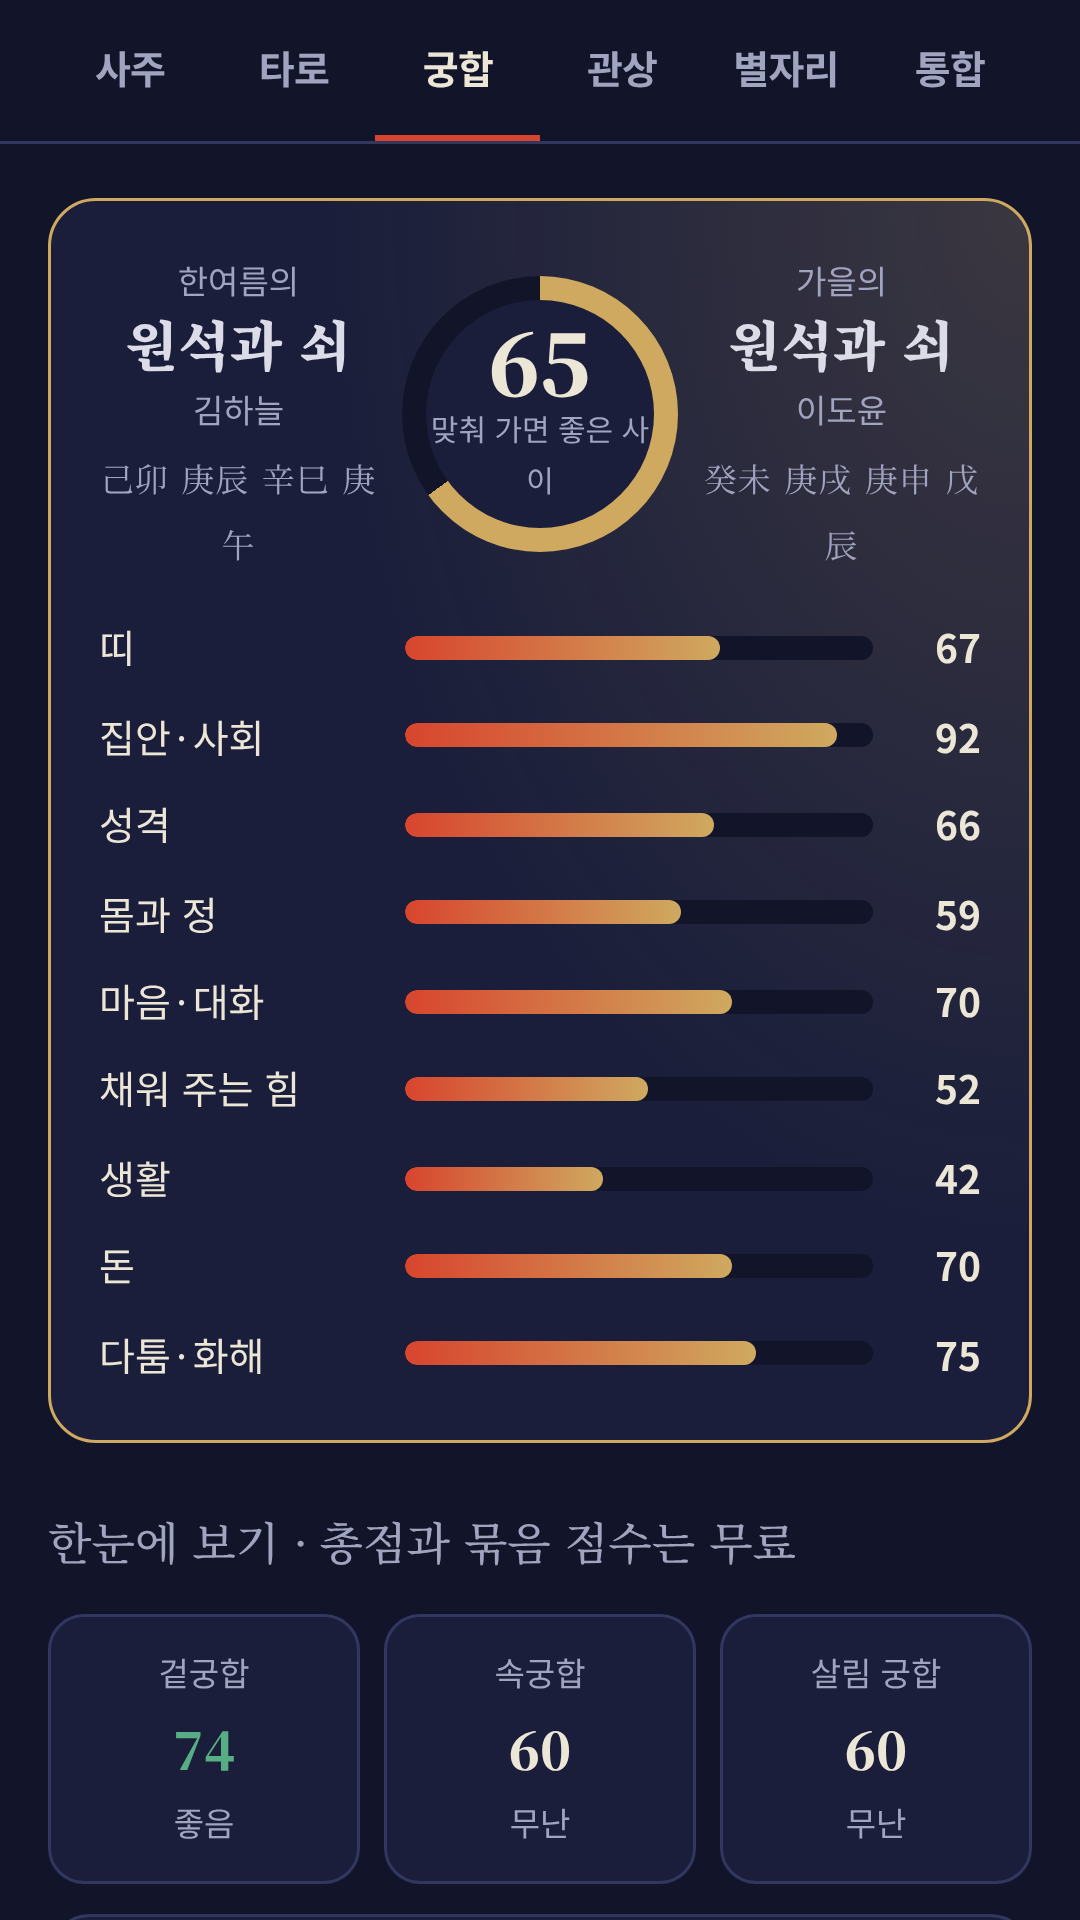 사주 타로 궁합 관상 별자리 통합
한여름의
원석과 쇠
김하늘
己卯 庚辰 辛巳 庚
午
65
맞춰 가면 좋은 사
이
가을의
원석과 쇠
이도윤
癸未 庚戌 庚申 戊
辰
띠 67
집안·사회 92
성격 66
몸과 정 59
마음·대화 70
채워 주는 힘 52
생활 42
돈 70
다툼·화해 75
한눈에 보기 · 총점과 묶음 점수는 무료
겉궁합
74
좋음
속궁합
60
무난
살림 궁합
60
무난